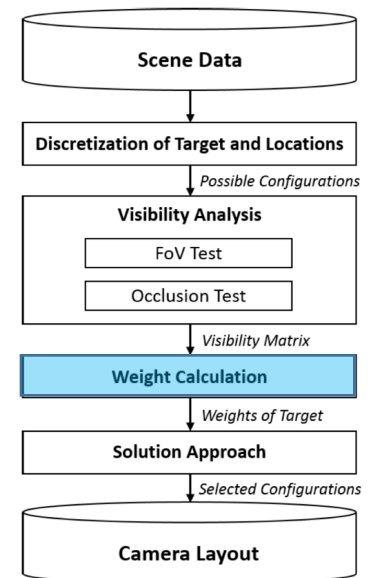 Scene Data
Discretization of Target and Locations
Possible Configurations
Visibility Analysis
FoV Test
Occlusion Test
Visibility Matrix
Weight Calculation
Weights of Target
Solution Approach
Selected Configurations
Camera Layout